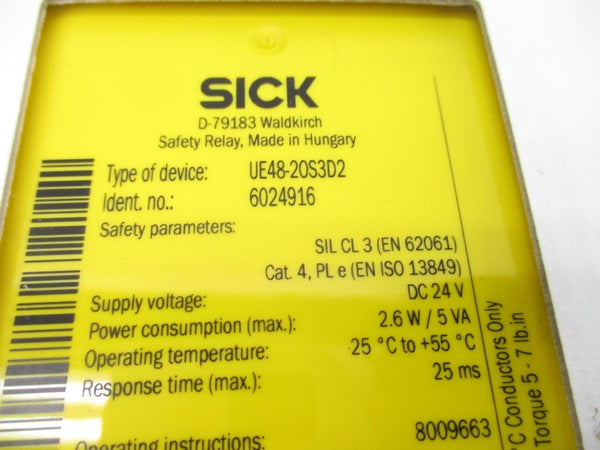 SICK
D-79183 Waldkirch
Safety Relay, Made in Hungary
Type of device: UE48-2OS3D2
Ident. no.: 6024916
Safety parameters:
SIL CL 3 (EN 62061)
Cat. 4, PL e (EN ISO 13849)
Supply voltage: DC 24 V
Power consumption (max.): 2.6 W / 5 VA
Operating temperature: -25 °C to +55 °C
Response time (max.): 25 ms
Operating instructions: 8009663
°C Conductors Only
Torque 5 - 7 lb.in